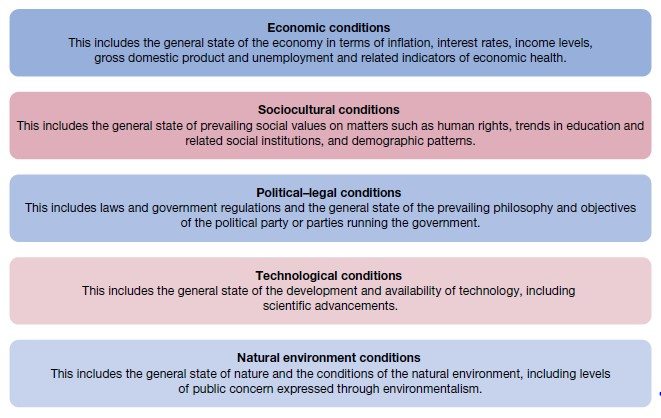 Economic conditions
This includes the general state of the economy in terms of inflation, interest rates, income levels,
gross domestic product and unemployment and related indicators of economic health.
Sociocultural conditions
This includes the general state of prevailing social values on matters such as human rights, trends in education and
related social institutions, and demographic patterns.
Political–legal conditions
This includes laws and government regulations and the general state of the prevailing philosophy and objectives
of the political party or parties running the government.
Technological conditions
This includes the general state of the development and availability of technology, including
scientific advancements.
Natural environment conditions
This includes the general state of nature and the conditions of the natural environment, including levels
of public concern expressed through environmentalism.